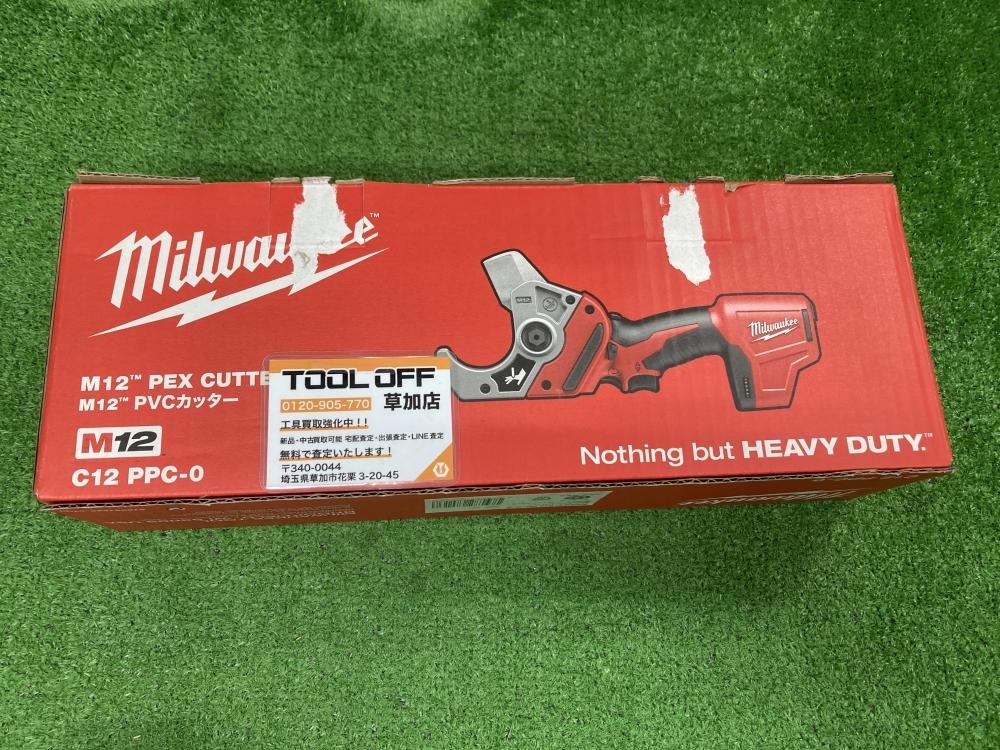 Milwaukee™
M12™ PEX CUTTE
M12™ PVCカッター
M12
C12 PPC-0
TOOL OFF
0120-905-770 草加店
工具買取強化中!!
新品・中古買取可能 宅配査定・出張査定・LINE査定
無料で査定いたします!
〒340-0044
埼玉県草加市花栗 3-20-45
M12
Milwaukee
Nothing but HEAVY DUTY.™